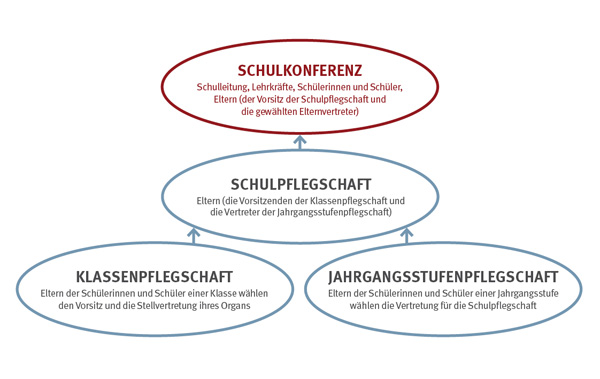 SCHULKONFERENZ
Schulleitung, Lehrkräfte, Schülerinnen und Schüler,
Eltern (der Vorsitz der Schulpflegschaft und
die gewählten Elternvertreter)
SCHULPFLEGSCHAFT
Eltern (die Vorsitzenden der Klassenpflegschaft und
die Vertreter der Jahrgangsstufenpflegschaft)
KLASSENPFLEGSCHAFT
Eltern der Schülerinnen und Schüler einer Klasse wählen
den Vorsitz und die Stellvertretung ihres Organs
JAHRGANGSSTUFENPFLEGSCHAFT
Eltern der Schülerinnen und Schüler einer Jahrgangsstufe
wählen die Vertretung für die Schulpflegschaft